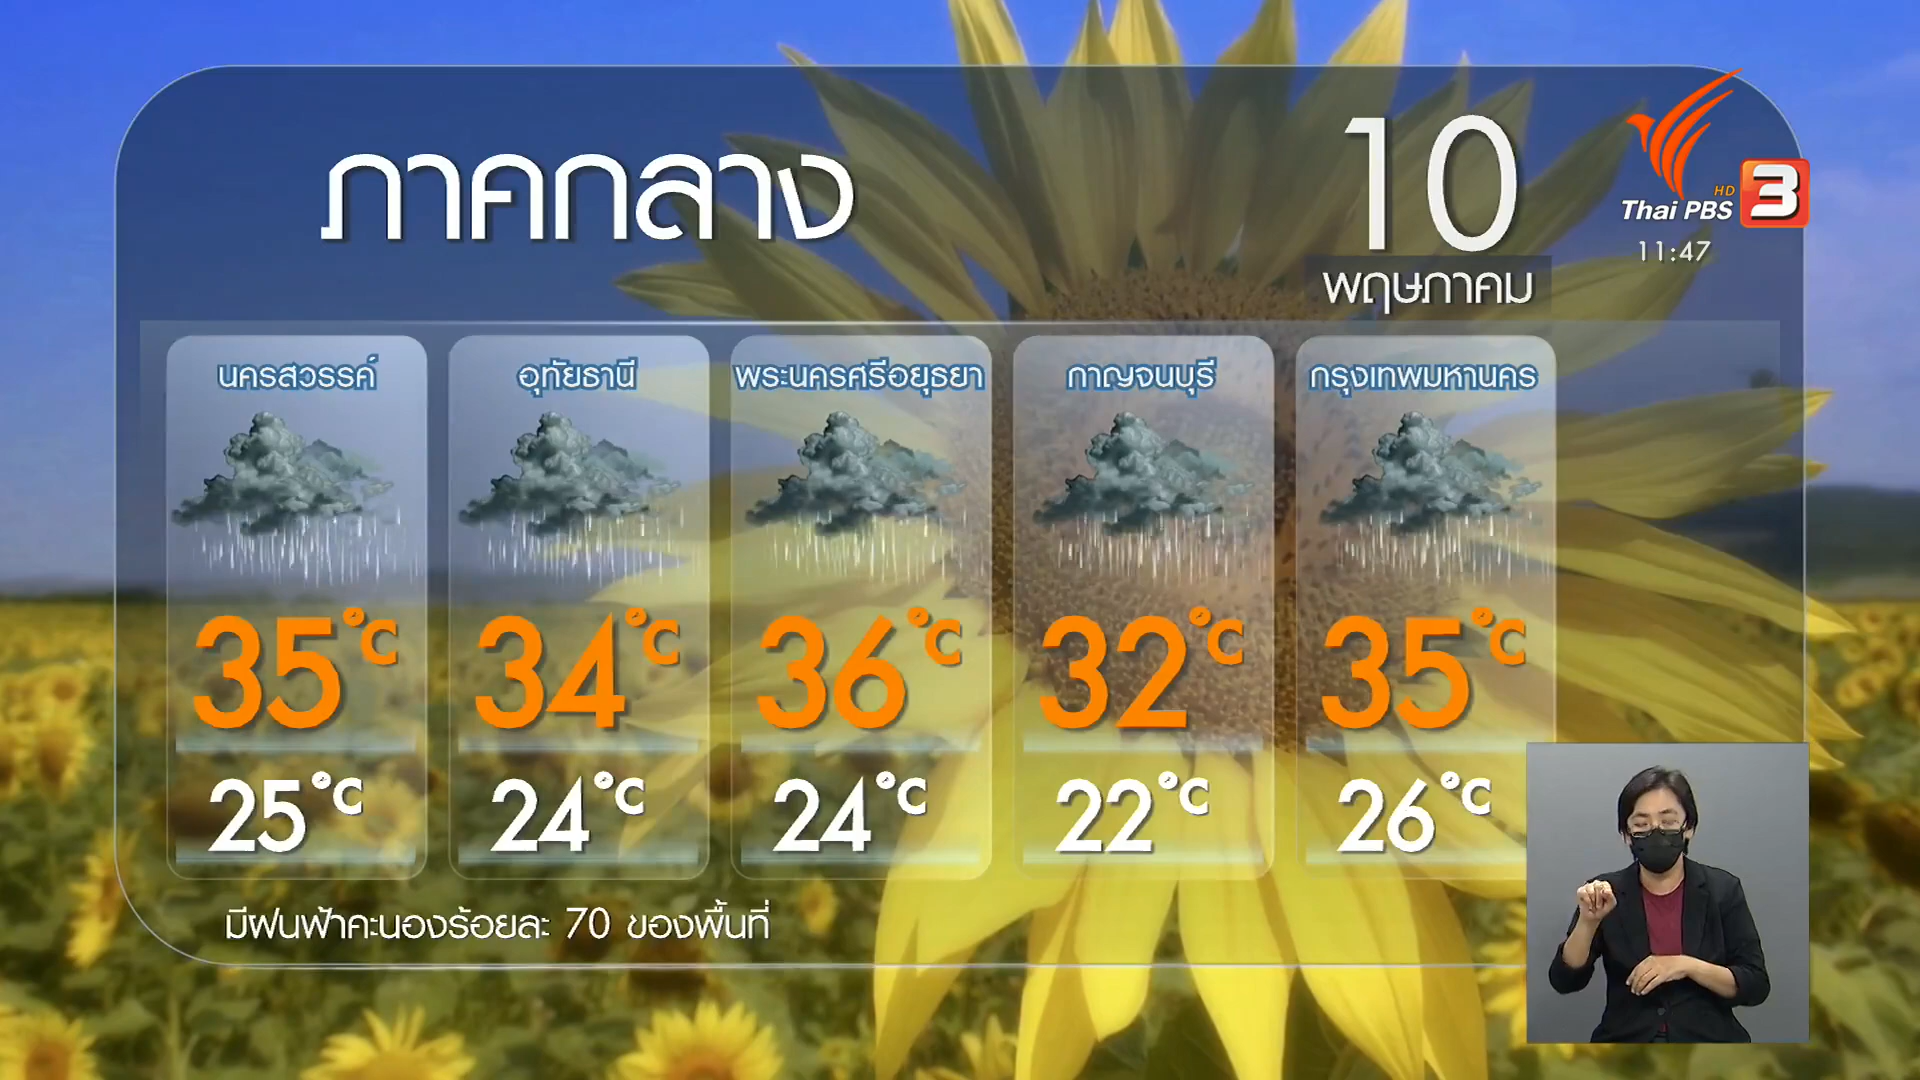 ภาคกลาง
10
พฤษภาคม
HD
Thai PBS 3
11:47
นครสวรรค์ อุทัยธานี พระนครศรีอยุธยา กาญจนบุรี กรุงเทพมหานคร
35°C 34°C 36°C 32°C 35°C
25°C 24°C 24°C 22°C 26°C
มีฝนฟ้าคะนองร้อยละ 70 ของพื้นที่